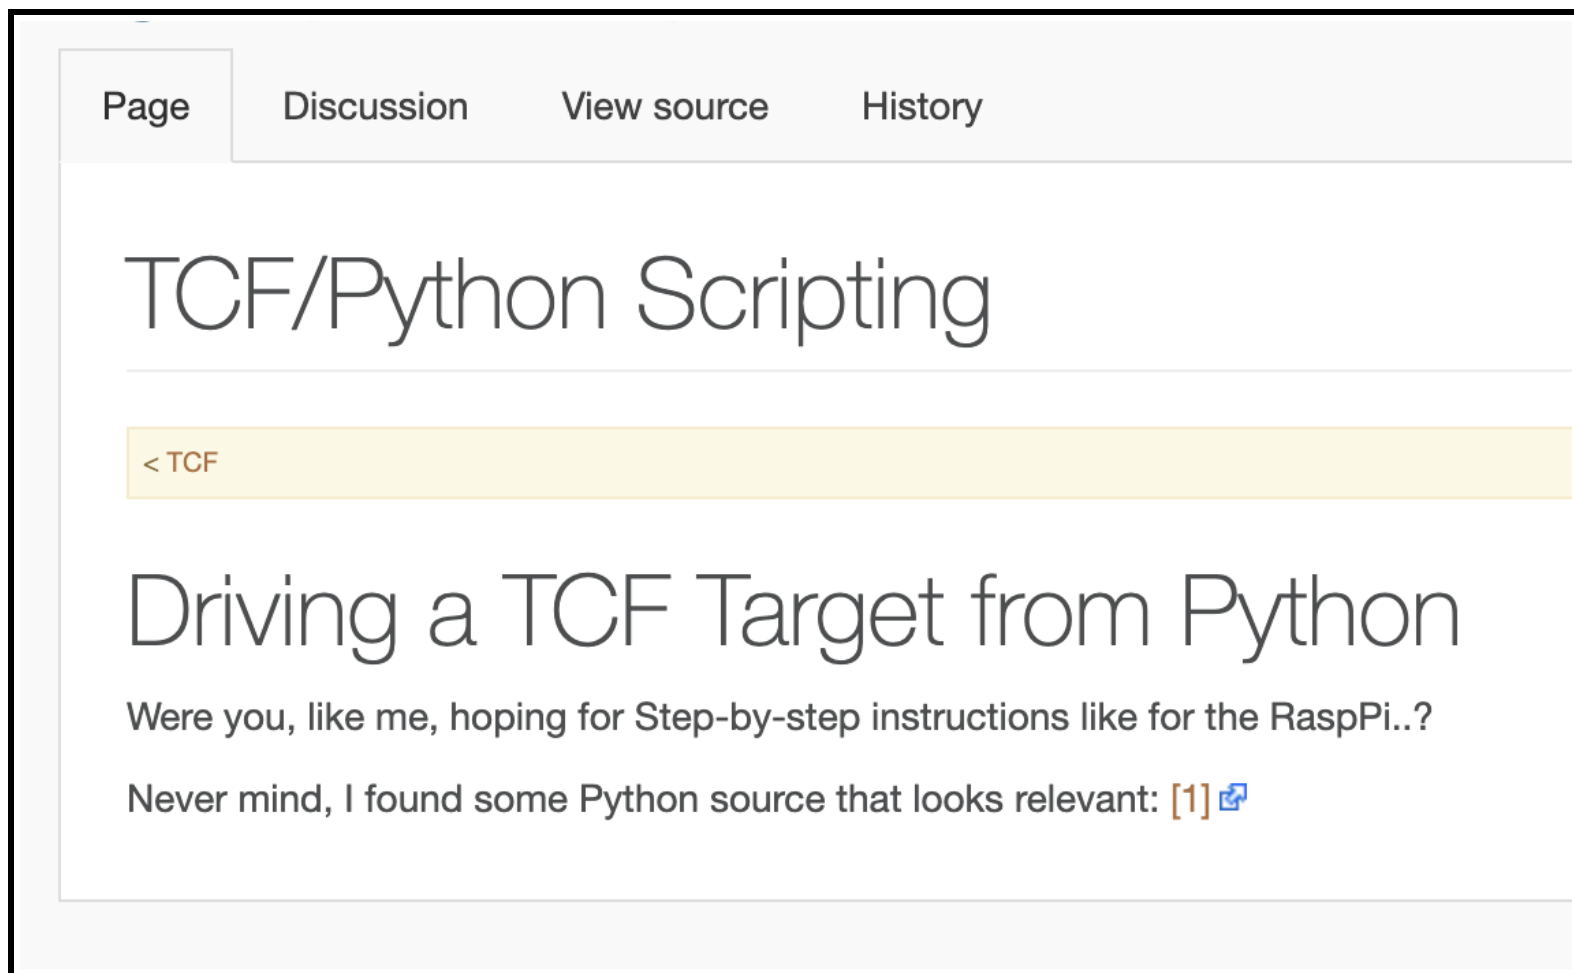 Page Discussion View source History
TCF/Python Scripting
< TCF
Driving a TCF Target from Python
Were you, like me, hoping for Step-by-step instructions like for the RaspPi..?
Never mind, I found some Python source that looks relevant: [1]